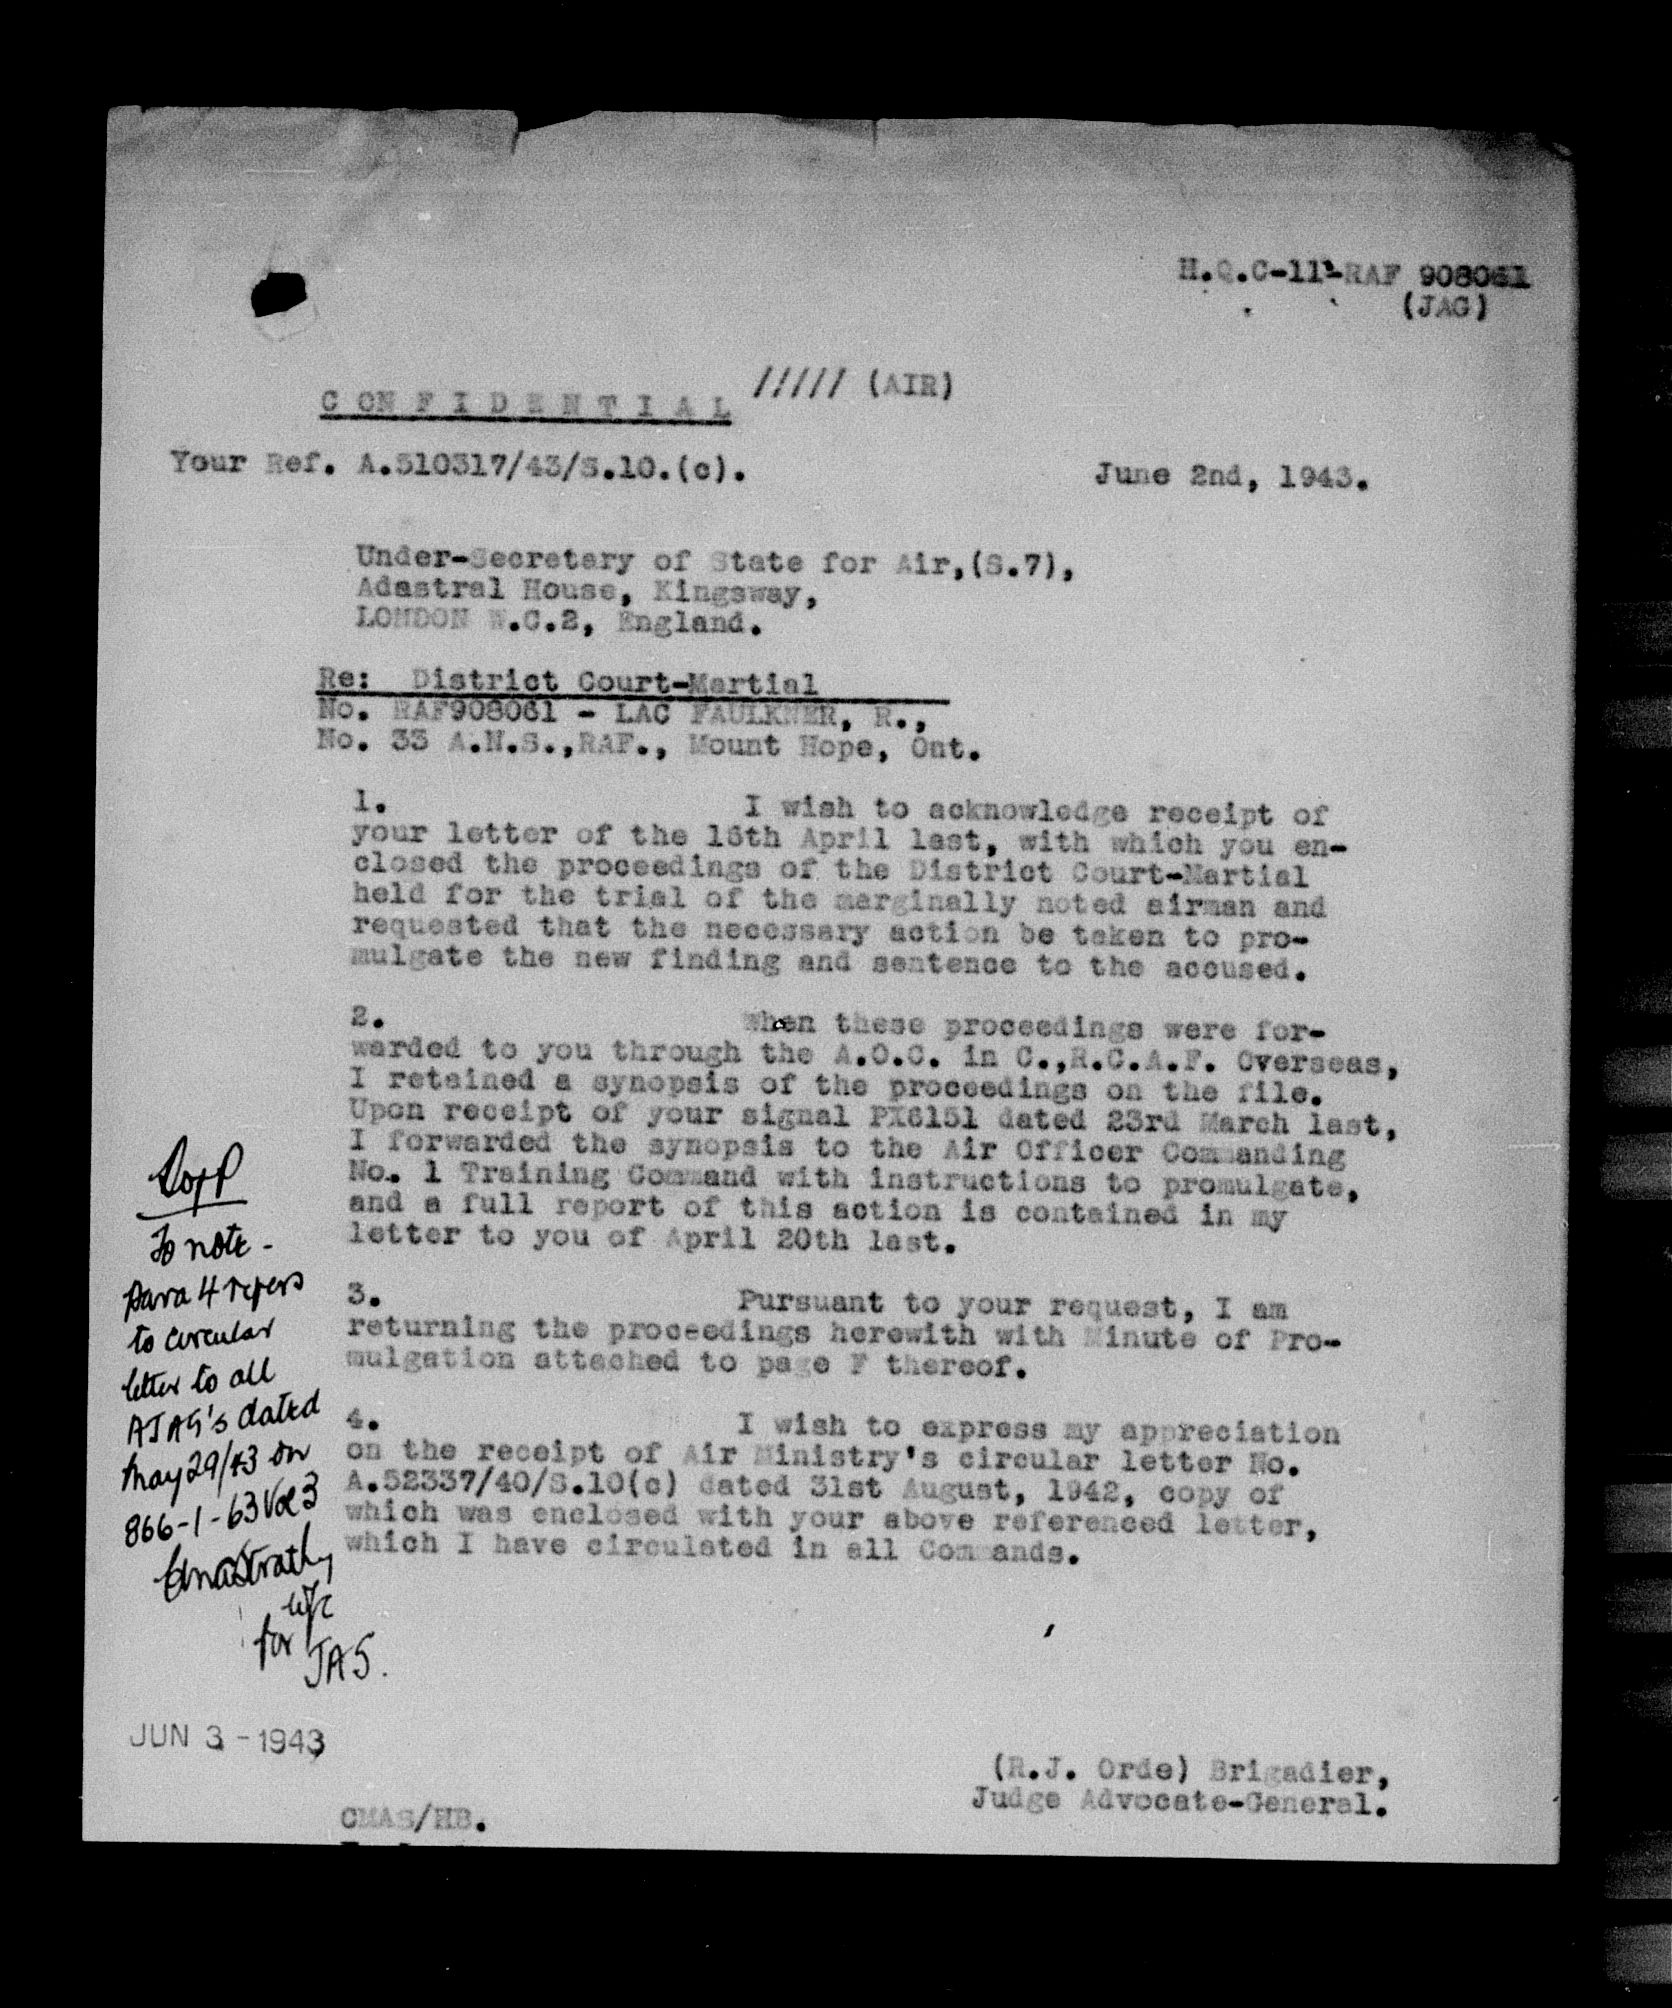 H.Q.C-11-RAF 908061
(JAG)
///// (AIR)
C O N F I D E N T I A L
Your Ref. A.510317/43/S.10.(c).
June 2nd, 1943.
Under-Secretary of State for Air,(S.7),
Adastral House, Kingsway,
LONDON W.C.2, England.
Re: District Court-Martial
No. RAF908061 - LAC FAULKNER, R.,
No. 33 A.N.S.,RAF., Mount Hope, Ont.
1. I wish to acknowledge receipt of
your letter of the 16th April last, with which you en-
closed the proceedings of the District Court-Martial
held for the trial of the marginally noted airman and
requested that the necessary action be taken to pro-
mulgate the new finding and sentence to the accused.
2. When these proceedings were for-
warded to you through the A.O.C. in C.,R.C.A.F. Overseas,
I retained a synopsis of the proceedings on the file.
Upon receipt of your signal PX6151 dated 23rd March last,
I forwarded the synopsis to the Air Officer Commanding
No. 1 Training Command with instructions to promulgate,
and a full report of this action is contained in my
letter to you of April 20th last.
3. Pursuant to your request, I am
returning the proceedings herewith with Minute of Pro-
mulgation attached to page F thereof.
4. I wish to express my appreciation
on the receipt of Air Ministry's circular letter No.
A.52337/40/S.10(c) dated 31st August, 1942, copy of
which was enclosed with your above referenced letter,
which I have circulated in all Commands.
To note -
Para 4 refers
to circular
letter to all
AJAG's dated
May 29/43 on
866-1-63 Vol 3
W/C
for JAG.
JUN 3 - 1943
(R.J. Orde) Brigadier,
Judge Advocate-General.
CMAS/HB.